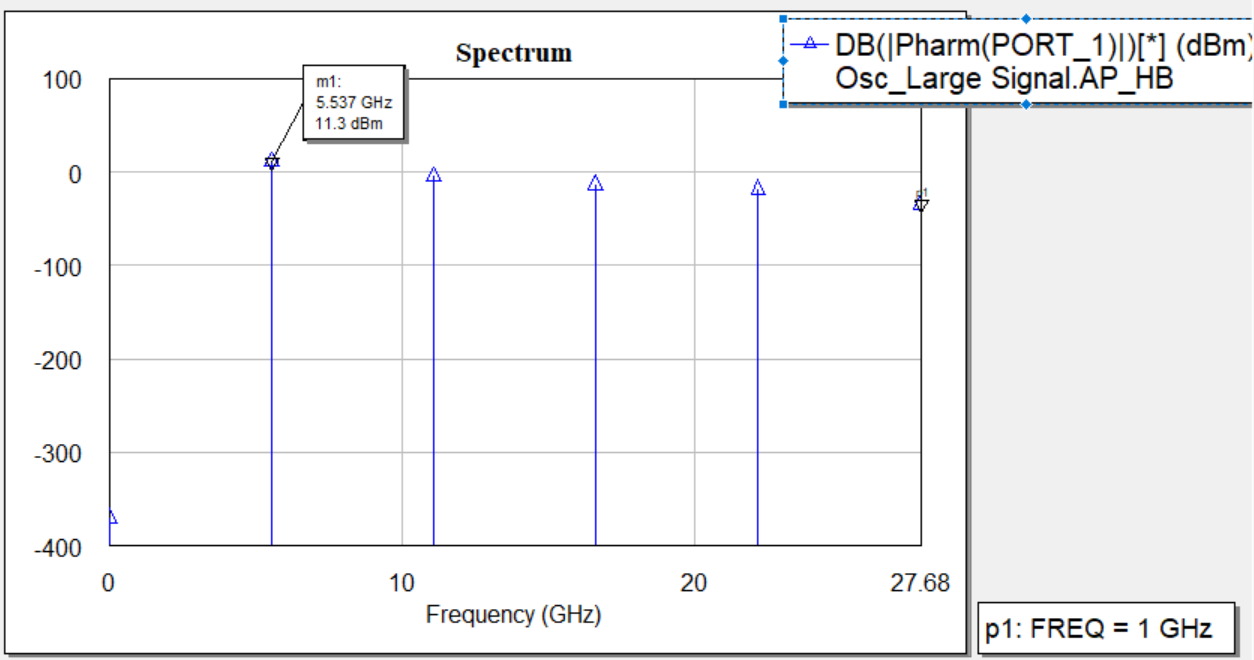 Spectrum
DB(|Pharm(PORT_1)|)[*] (dBm)
Osc_Large Signal.AP_HB
m1:
5.537 GHz
11.3 dBm
100
0
-100
-200
-300
-400
p1
0
10
20
27.68
Frequency (GHz)
p1: FREQ = 1 GHz